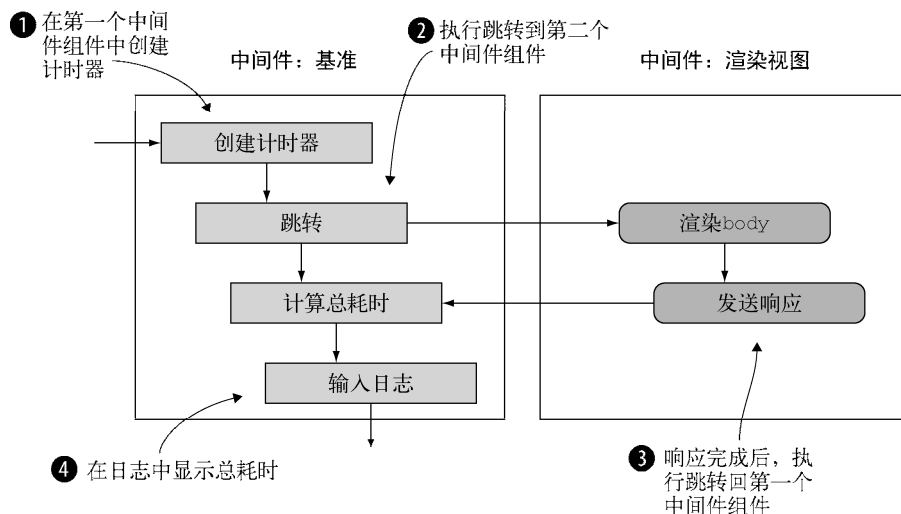 1 在第一个中间
件组件中创建
计时器
2 执行跳转到第二个
中间件组件
中间件：基准
中间件：渲染视图
创建计时器
跳转
渲染body
计算总耗时
发送响应
输入日志
4 在日志中显示总耗时
3 响应完成后，执
行跳转回第一个
中间件组件